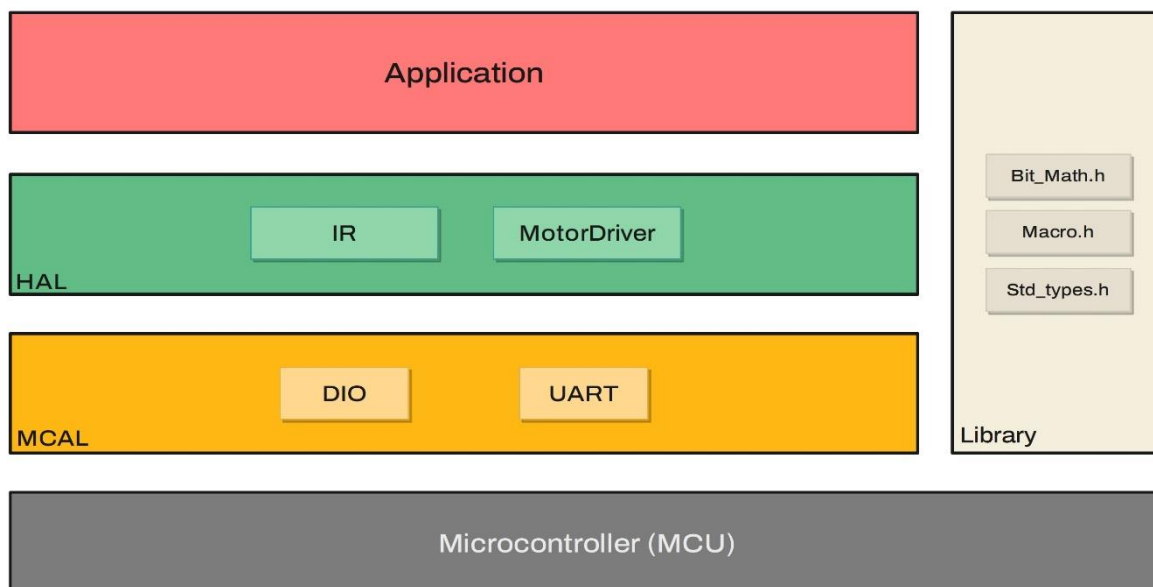 Application
IR
MotorDriver
HAL
DIO
UART
MCAL
Bit_Math.h
Macro.h
Std_types.h
Library
Microcontroller (MCU)